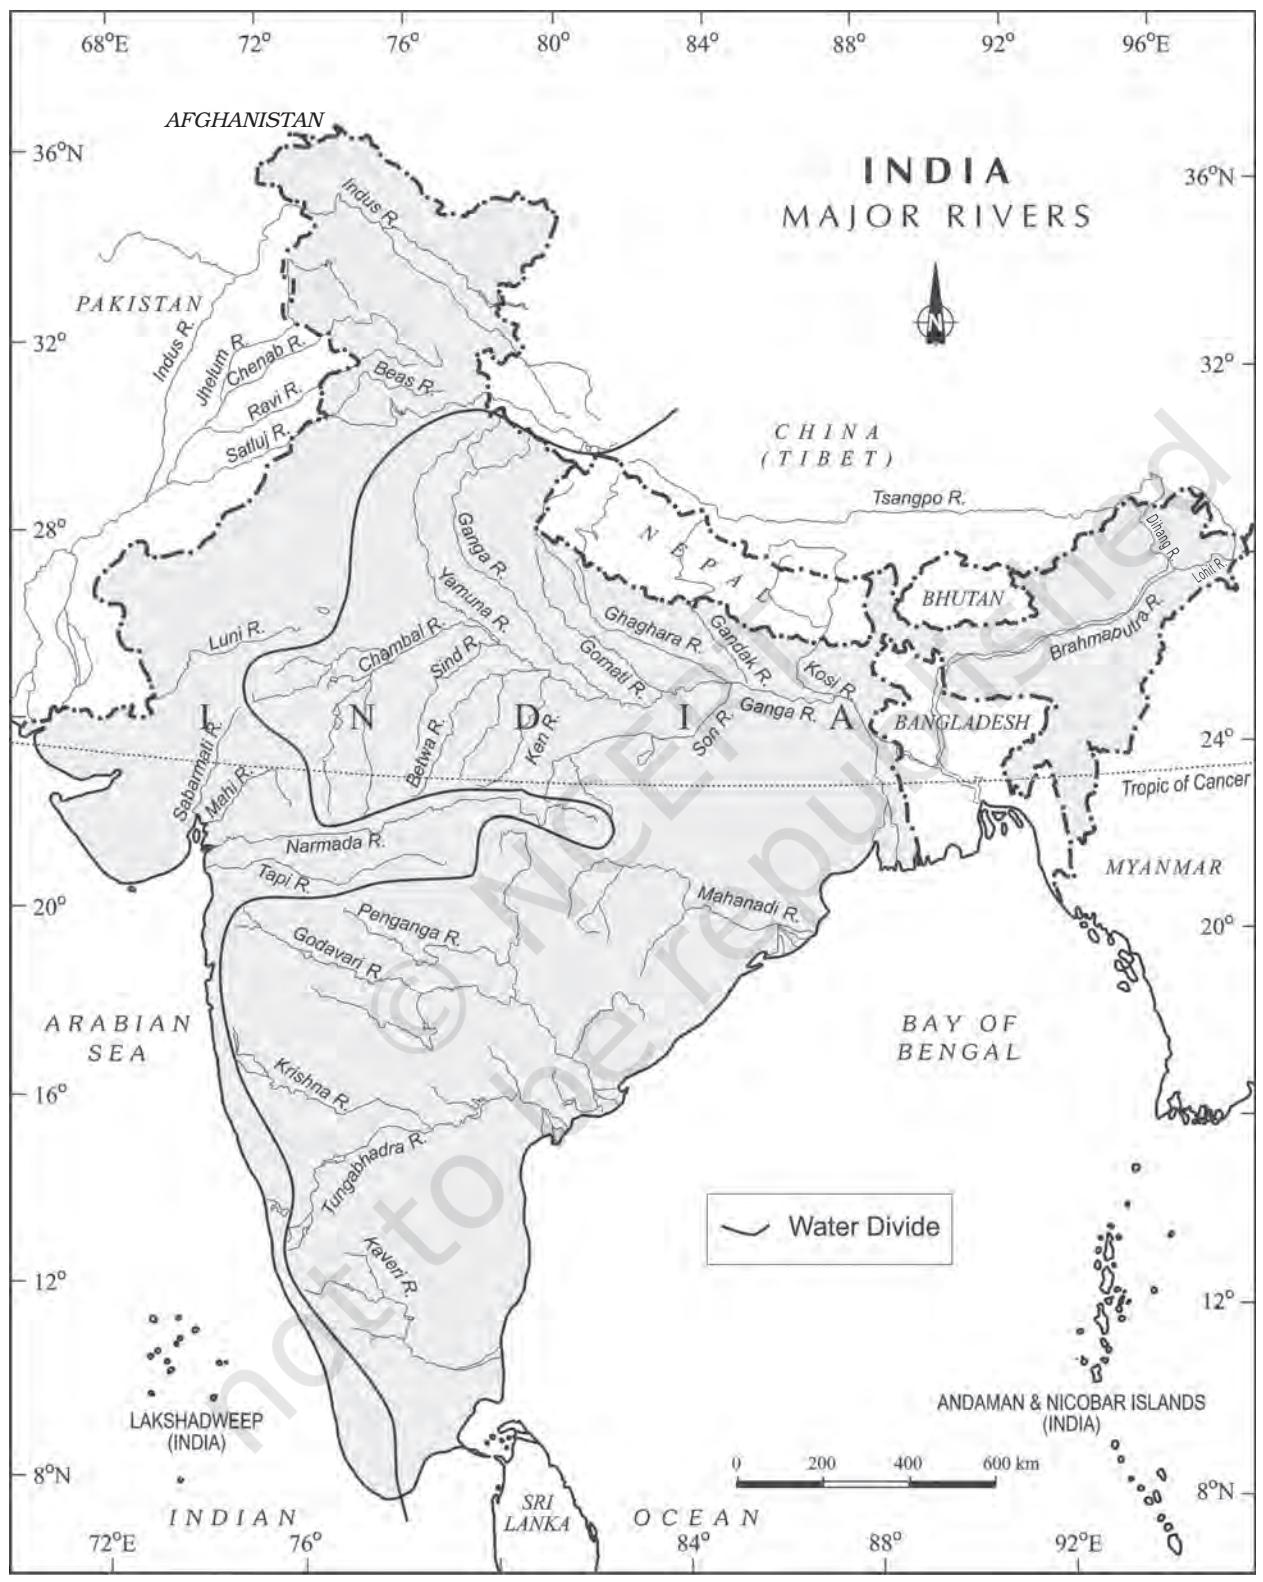 68°E 72° 76° 80° 84° 88° 92° 96°E
AFGHANISTAN
36°N
INDIA
MAJOR RIVERS
36°N
Indus R.
N
PAKISTAN
Indus R.
Jhelum R.
Chenab R.
32°
32°
Beas R.
Ravi R.
Satluj R.
CHINA
(TIBET)
Tsangpo R.
28°
28°
Dihang R.
Lohit R.
NEPAL
Ganga R.
Yamuna R.
BHUTAN
Luni R.
Chambal R.
Sind R.
Ghaghara R.
Gomati R.
Gandak R.
Kosi R.
Brahmaputra R.
INDIA
Ganga R.
BANGLADESH
Sabarmati R.
Mahi R.
Betwa R.
Ken R.
Son R.
24°
Tropic of Cancer
Narmada R.
Tapi R.
MYANMAR
20°
20°
Mahanadi R.
Penganga R.
Godavari R.
ARABIAN
SEA
BAY OF
BENGAL
16°
Krishna R.
Tungabhadra R.
Water Divide
12°
12°
Kaveri R.
LAKSHADWEEP
(INDIA)
ANDAMAN & NICOBAR ISLANDS
(INDIA)
8°N
0 200 400 600 km
8°N
INDIAN
SRI
LANKA
OCEAN
72°E 76° 84° 88° 92°E
© NCERT
not to be republished